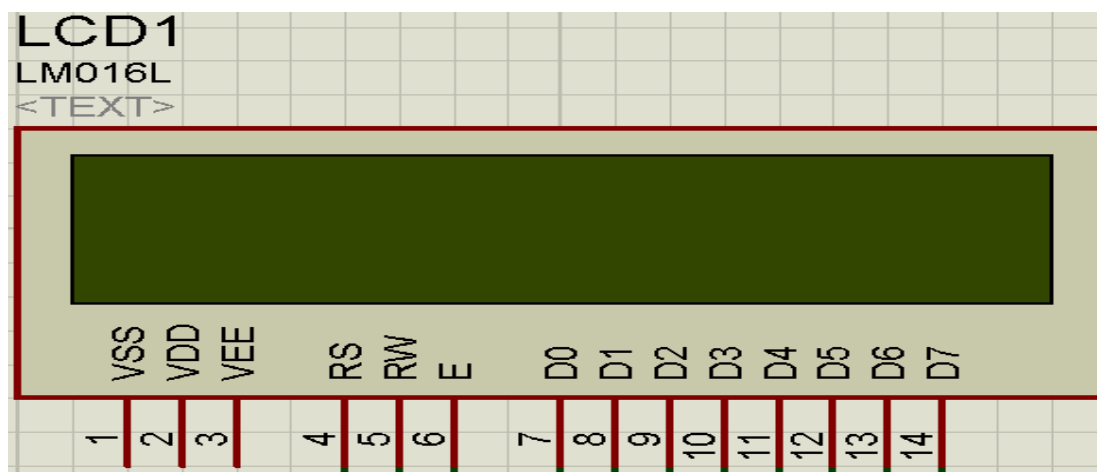 LCD1
LM016L
<TEXT>
VSS VDD VEE RS RW E D0 D1 D2 D3 D4 D5 D6 D7
1 2 3 4 5 6 7 8 9 10 11 12 13 14